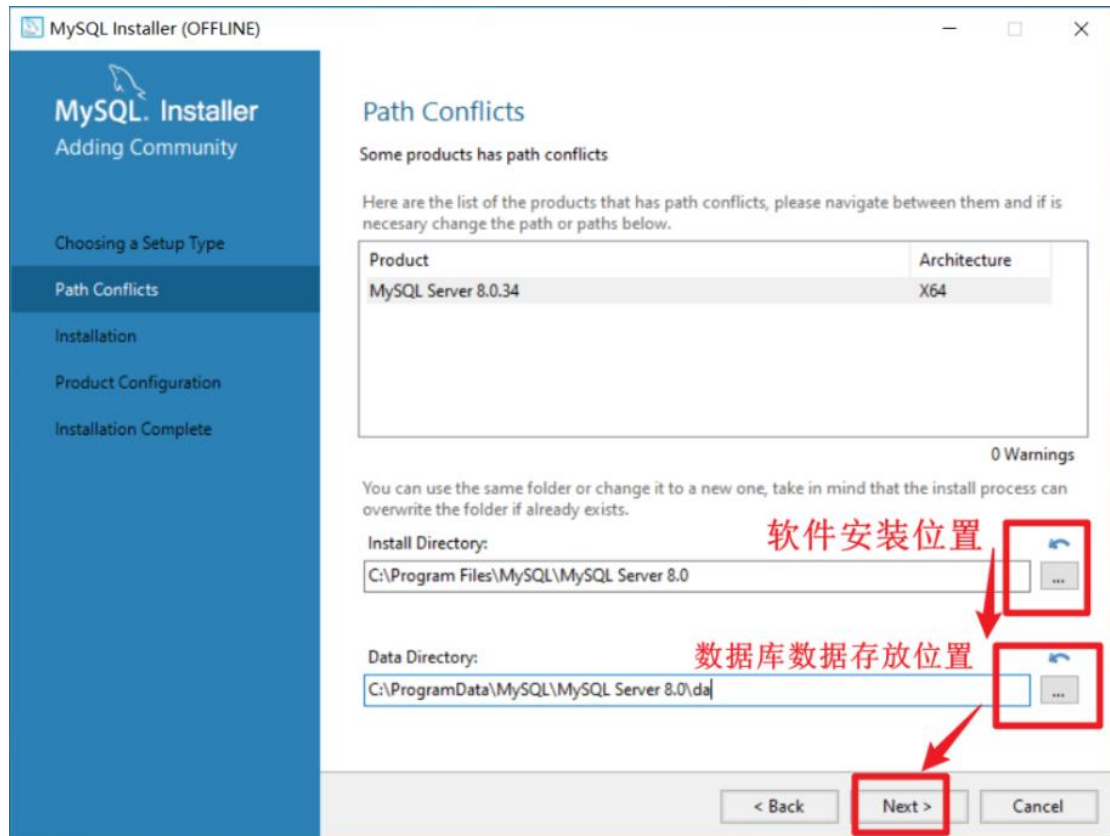 MySQL Installer (OFFLINE)
MySQL. Installer
Adding Community
Choosing a Setup Type
Path Conflicts
Installation
Product Configuration
Installation Complete
Path Conflicts
Some products has path conflicts
Here are the list of the products that has path conflicts, please navigate between them and if is
necesary change the path or paths below.
Product Architecture
MySQL Server 8.0.34 X64
0 Warnings
You can use the same folder or change it to a new one, take in mind that the install process can
overwrite the folder if already exists.
软件安装位置
Install Directory:
C:\Program Files\MySQL\MySQL Server 8.0
...
Data Directory:
数据库数据存放位置
C:\ProgramData\MySQL\MySQL Server 8.0\da
...
< Back Next > Cancel